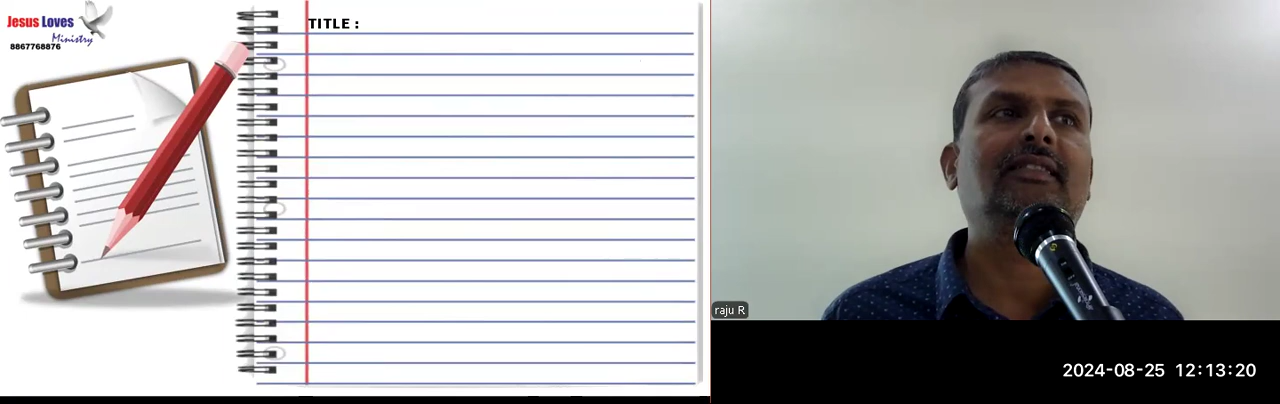 Jesus Loves
Ministry
8867768876
TITLE :
raju R
2024-08-25 12:13:20